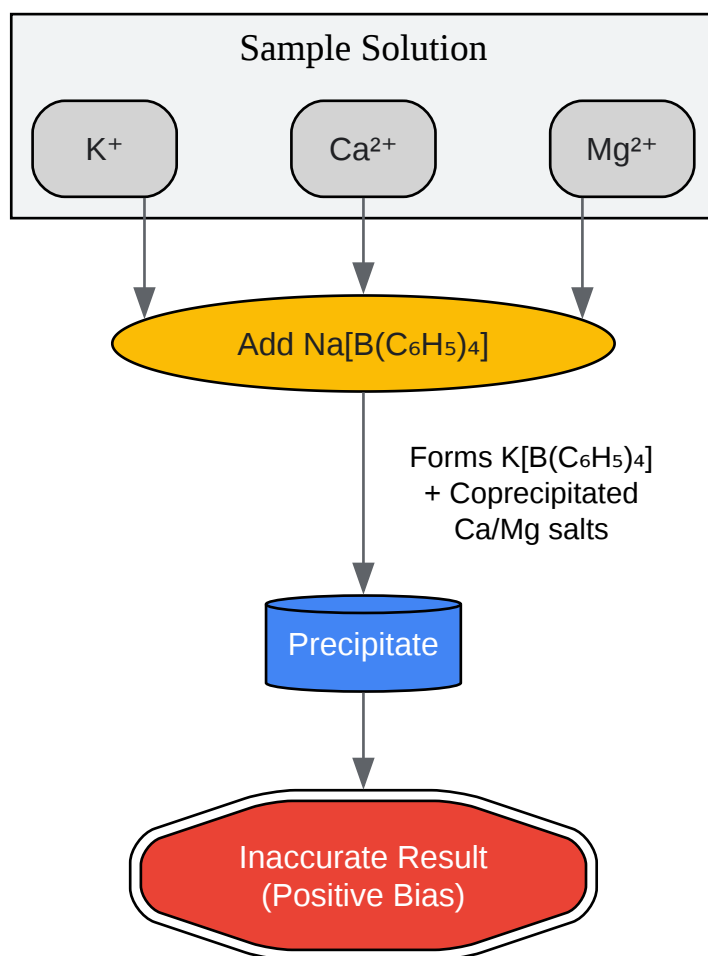 Sample Solution
K⁺
Ca²⁺
Mg²⁺
Add Na[B(C₆H₅)₄]
Forms K[B(C₆H₅)₄]
+ Coprecipitated
Ca/Mg salts
Precipitate
Inaccurate Result
(Positive Bias)